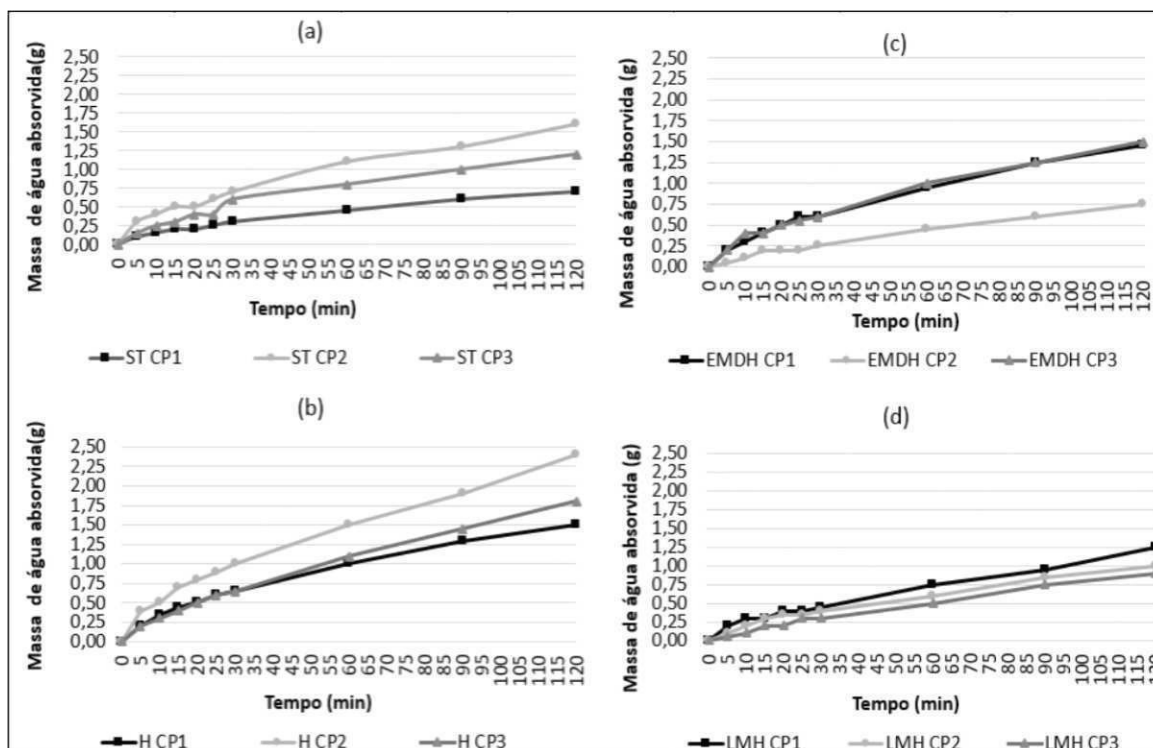 (a)
Massa de água absorvida(g)
2,50
2,25
2,00
1,75
1,50
1,25
1,00
0,75
0,50
0,25
0,00
0 5 10 15 20 25 30 35 40 45 50 55 60 65 70 75 80 85 90 95 100 105 110 115 120
Tempo (min)
ST CP1 ST CP2 ST CP3
(b)
Massa de água absorvida(g)
2,50
2,25
2,00
1,75
1,50
1,25
1,00
0,75
0,50
0,25
0,00
0 5 10 15 20 25 30 35 40 45 50 55 60 65 70 75 80 85 90 95 100 105 110 115 120
Tempo (min)
H CP1 H CP2 H CP3
(c)
Massa de água absorvida (g)
2,50
2,25
2,00
1,75
1,50
1,25
1,00
0,75
0,50
0,25
0,00
0 5 10 15 20 25 30 35 40 45 50 55 60 65 70 75 80 85 90 95 100 105 110 115 120
Tempo (min)
EMDH CP1 EMDH CP2 EMDH CP3
(d)
Massa de água absorvida (g)
2,50
2,25
2,00
1,75
1,50
1,25
1,00
0,75
0,50
0,25
0,00
0 5 10 15 20 25 30 35 40 45 50 55 60 65 70 75 80 85 90 95 100 105 110 115 120
Tempo (min)
LMH CP1 LMH CP2 LMH CP3